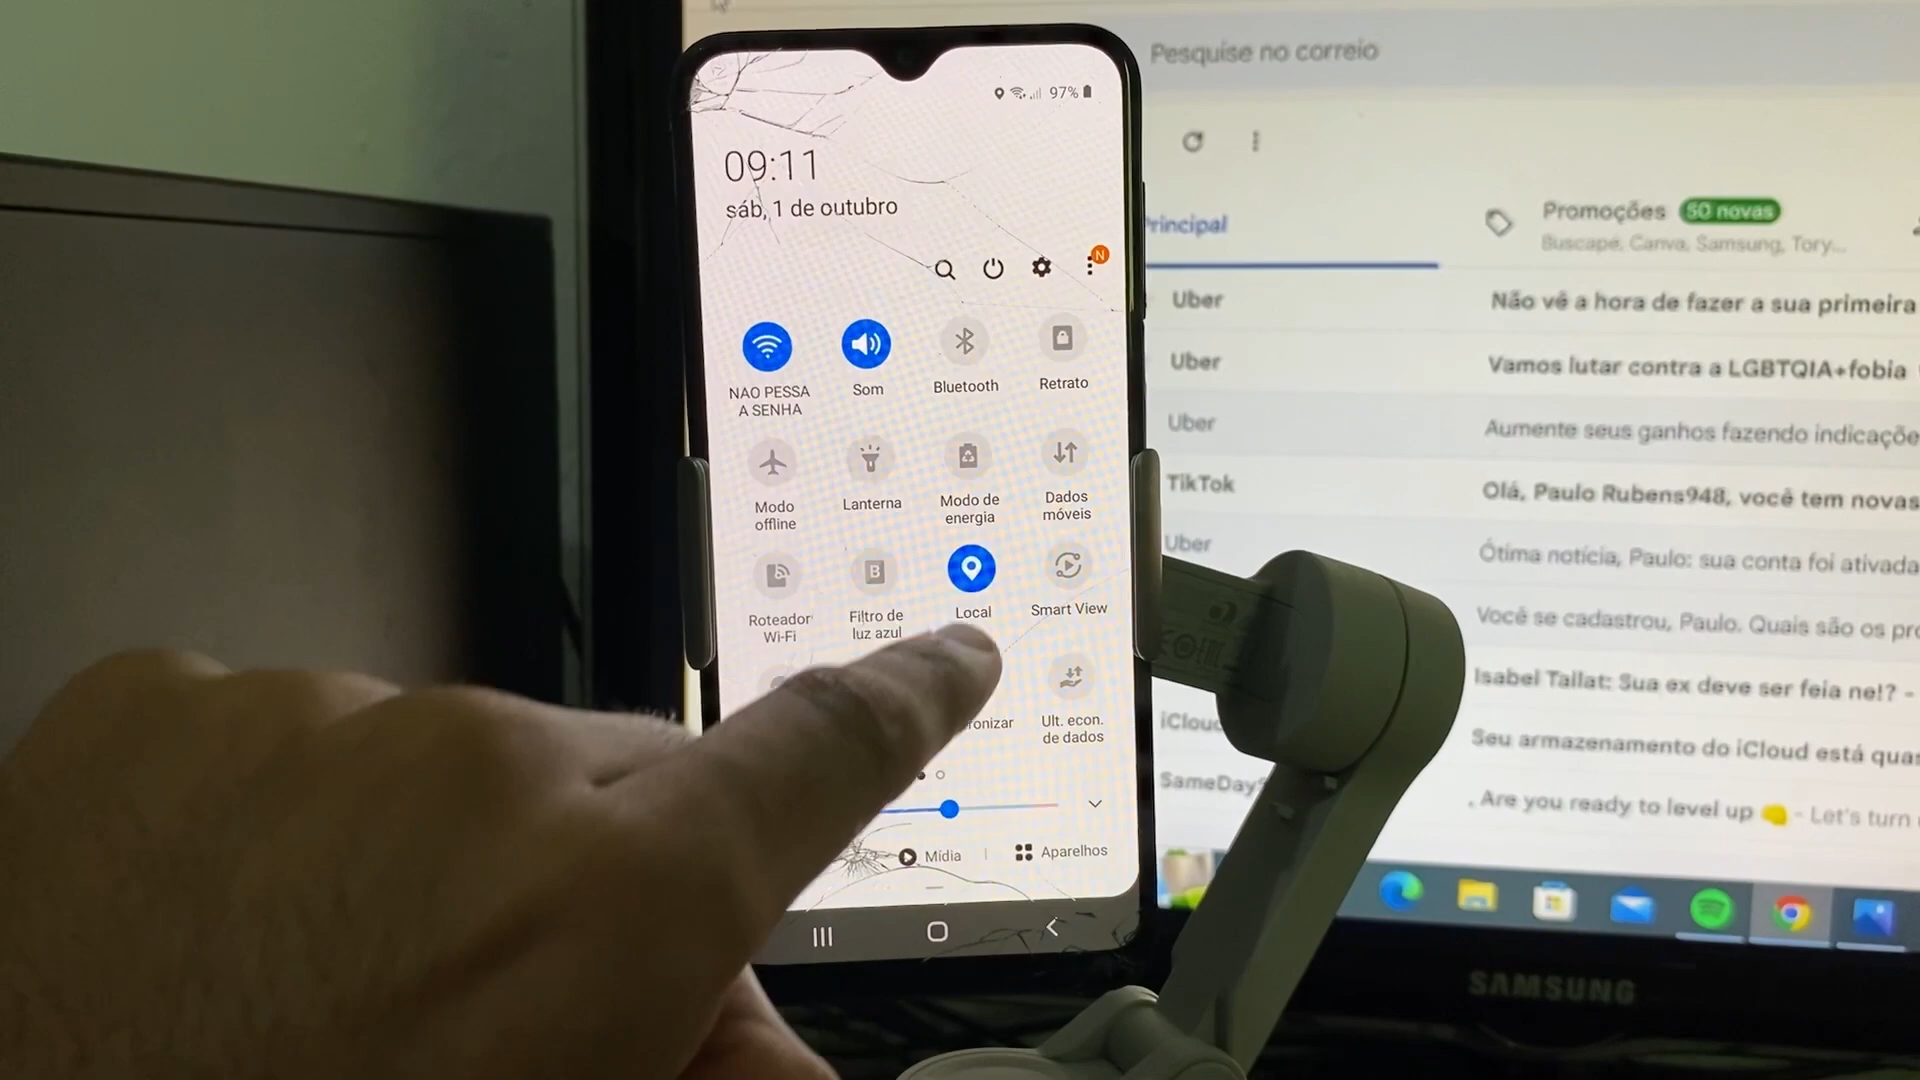 97%
09:11
sáb, 1 de outubro
N
NAO PESSA
A SENHA
Som
Bluetooth
Retrato
Modo
offline
Lanterna
Modo de
energia
Dados
móveis
Roteador
Wi-Fi
B
Filtro de
luz azul
Local
Smart View
ronizar
Ult. econ.
de dados
Mídia
Aparelhos
Pesquise no correio
Principal
Promoções
50 novas
Buscapé, Canva, Samsung, Tory...
Uber
Não vê a hora de fazer a sua primeira
Uber
Vamos lutar contra a LGBTQIA+fobia
Uber
Aumente seus ganhos fazendo indicaçõe
TikTok
Olá, Paulo Rubens948, você tem novas
Uber
Ótima notícia, Paulo: sua conta foi ativada
Você se cadastrou, Paulo. Quais são os pro
Isabel Tallat: Sua ex deve ser feia ne!? -
iCloud
Seu armazenamento do iCloud está quas
SameDay
. Are you ready to level up - Let's turn
SAMSUNG